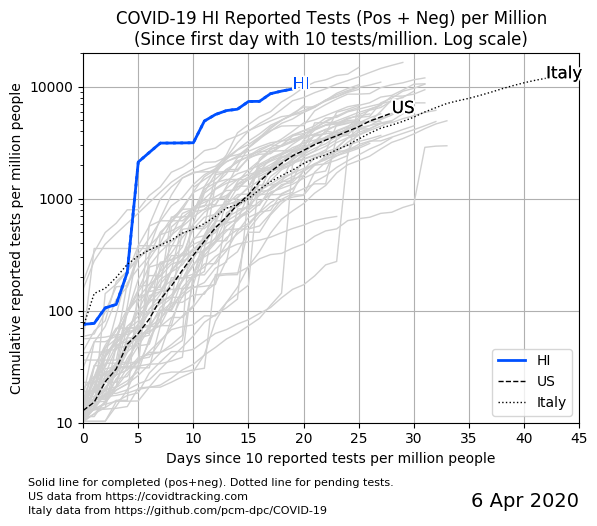 COVID-19 HI Reported Tests (Pos + Neg) per Million
(Since first day with 10 tests/million. Log scale)
Cumulative reported tests per million people
10000
1000
100
10
HI
US
Italy
HI
US
Italy
0
5
10
15
20
25
30
35
40
45
Days since 10 reported tests per million people
Solid line for completed (pos+neg). Dotted line for pending tests.
US data from https://covidtracking.com
Italy data from https://github.com/pcm-dpc/COVID-19
6 Apr 2020